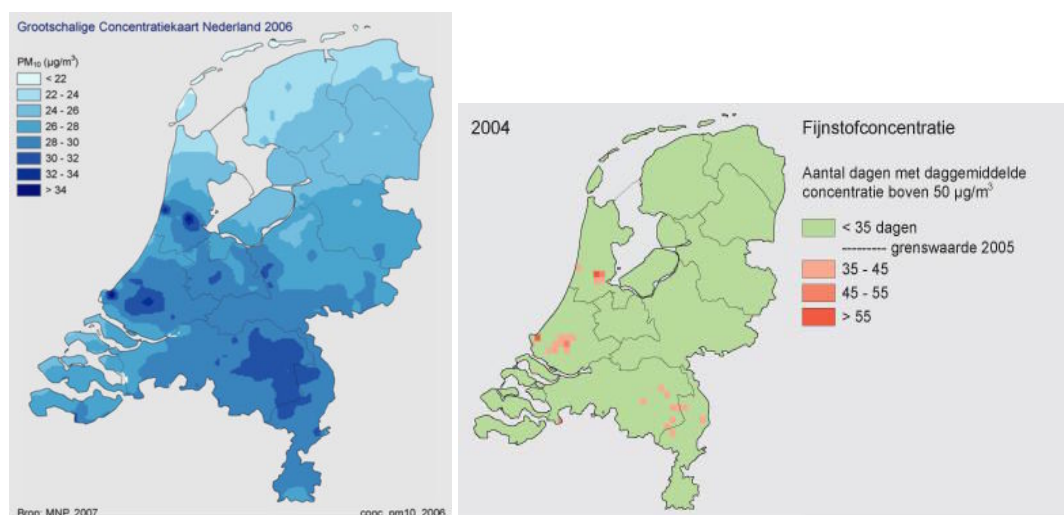 Grootschalige Concentratiekaart Nederland 2006
PM₁₀ (µg/m³)
< 22
22 - 24
24 - 26
26 - 28
28 - 30
30 - 32
32 - 34
> 34
Bron: MNP, 2007
conc_pm10_2006
2004
Fijnstofconcentratie
Aantal dagen met daggemiddelde
concentratie boven 50 µg/m³
< 35 dagen
---------- grenswaarde 2005
35 - 45
45 - 55
> 55